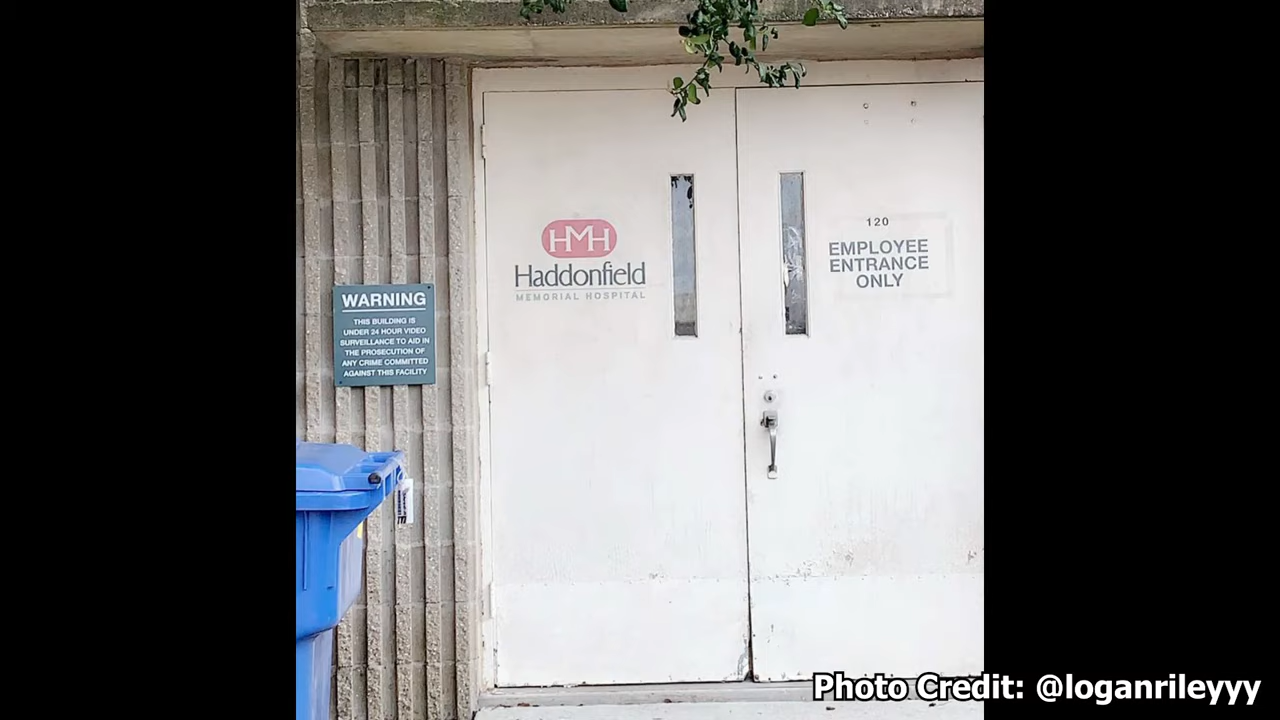 WARNING
THIS BUILDING IS
UNDER 24 HOUR VIDEO
SURVEILLANCE TO AID IN
THE PROSECUTION OF
ANY CRIME COMMITTED
AGAINST THIS FACILITY
HMH
Haddonfield
MEMORIAL HOSPITAL
120
EMPLOYEE
ENTRANCE
ONLY
Photo Credit: @loganrileyyy